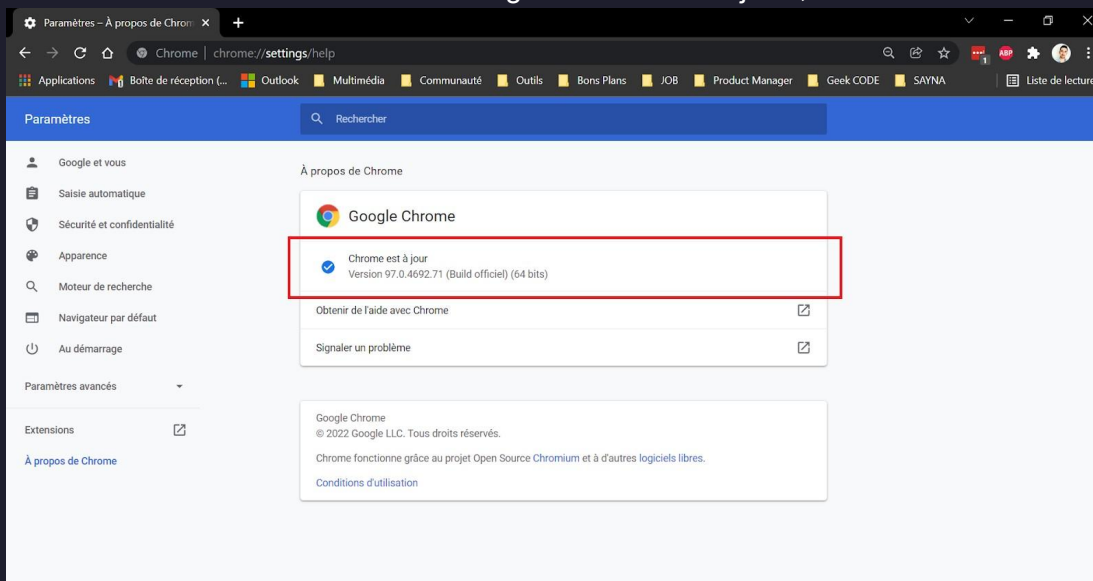 Paramètres – À propos de Chrom
Chrome | chrome://settings/help
ABP
1
Applications
Boîte de réception (...
Outlook
Multimédia
Communauté
Outils
Bons Plans
JOB
Product Manager
Geek CODE
SAYNA
Liste de lecture
Paramètres
Rechercher
Google et vous
Saisie automatique
Sécurité et confidentialité
Apparence
Moteur de recherche
Navigateur par défaut
Au démarrage
Paramètres avancés
Extensions
À propos de Chrome
À propos de Chrome
Google Chrome
Chrome est à jour
Version 97.0.4692.71 (Build officiel) (64 bits)
Obtenir de l'aide avec Chrome
Signaler un problème
Google Chrome
© 2022 Google LLC. Tous droits réservés.
Chrome fonctionne grâce au projet Open Source Chromium et à d'autres logiciels libres.
Conditions d'utilisation